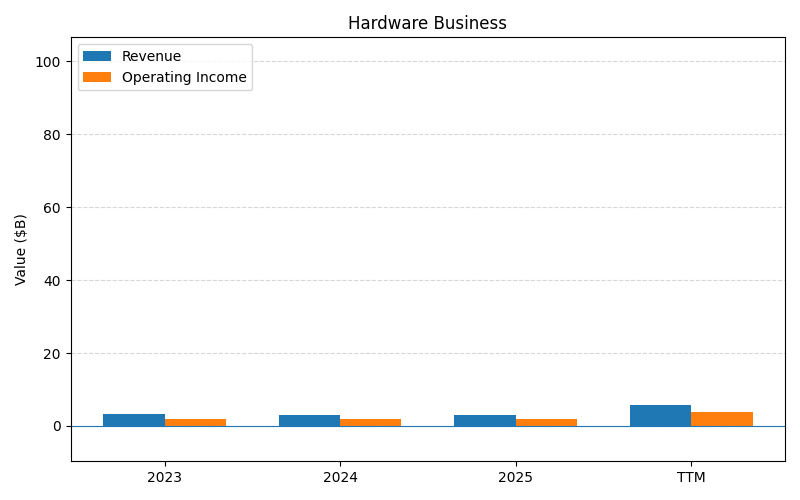 Hardware Business
Revenue
Operating Income
Value ($B)
100
80
60
40
20
0
2023 2024 2025 TTM